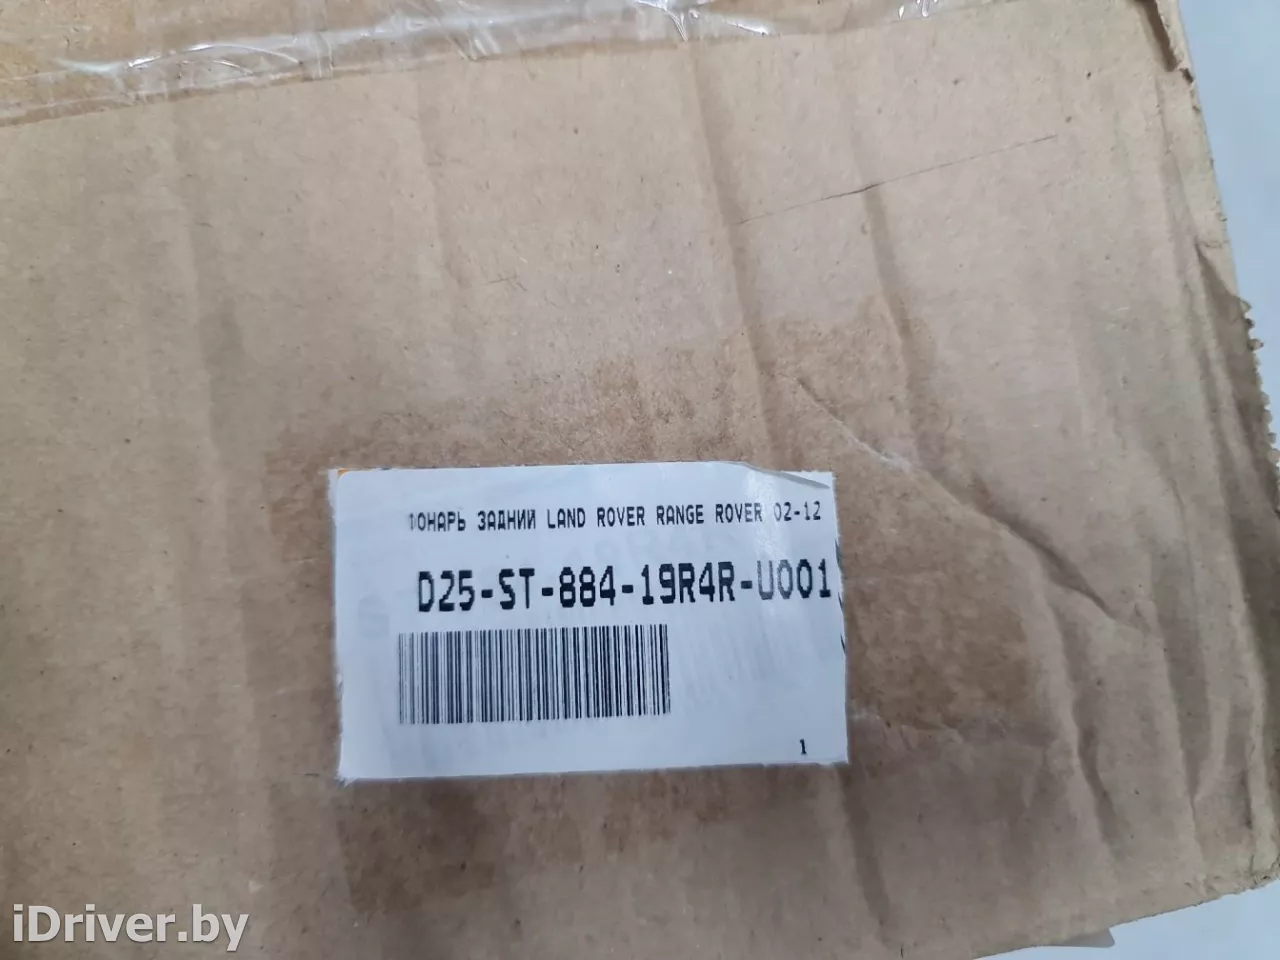 ФОНАРЬ ЗАДНИЙ LAND ROVER RANGE ROVER 02-12
D25-ST-884-19R4R-U001
1
iDriver.by